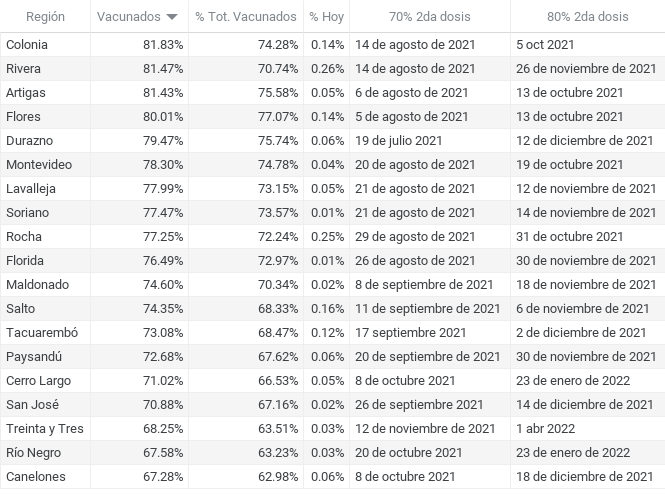 Región Vacunados % Tot. Vacunados % Hoy 70% 2da dosis 80% 2da dosis
Colonia 81.83% 74.28% 0.14% 14 de agosto de 2021 5 oct 2021
Rivera 81.47% 70.74% 0.26% 14 de agosto de 2021 26 de noviembre de 2021
Artigas 81.43% 75.58% 0.05% 6 de agosto de 2021 13 de octubre de 2021
Flores 80.01% 77.07% 0.14% 5 de agosto de 2021 13 de octubre de 2021
Durazno 79.47% 75.74% 0.06% 19 de julio 2021 12 de diciembre de 2021
Montevideo 78.30% 74.78% 0.04% 20 de agosto de 2021 19 de octubre de 2021
Lavalleja 77.99% 73.15% 0.05% 21 de agosto de 2021 12 de noviembre de 2021
Soriano 77.47% 73.57% 0.01% 21 de agosto de 2021 14 de noviembre de 2021
Rocha 77.25% 72.24% 0.25% 29 de agosto de 2021 31 de octubre de 2021
Florida 76.49% 72.97% 0.01% 26 de agosto de 2021 30 de noviembre de 2021
Maldonado 74.60% 70.34% 0.02% 8 de septiembre de 2021 18 de noviembre de 2021
Salto 74.35% 68.33% 0.16% 11 de septiembre de 2021 6 de noviembre de 2021
Tacuarembó 73.08% 68.47% 0.12% 17 septiembre de 2021 2 de diciembre de 2021
Paysandú 72.68% 67.62% 0.06% 20 de septiembre de 2021 30 de noviembre de 2021
Cerro Largo 71.02% 66.53% 0.05% 8 de octubre de 2021 23 de enero de 2022
San José 70.88% 67.16% 0.02% 26 de septiembre de 2021 14 de diciembre de 2021
Treinta y Tres 68.25% 63.51% 0.03% 12 de noviembre de 2021 1 abr 2022
Río Negro 67.58% 63.23% 0.03% 20 de octubre de 2021 23 de enero de 2022
Canelones 67.28% 62.98% 0.06% 8 de octubre de 2021 18 de diciembre de 2021